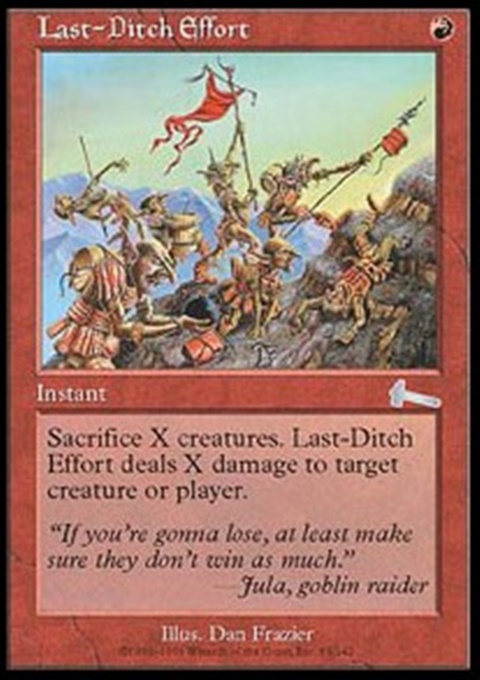 Last-Ditch Effort
Instant
Sacrifice X creatures. Last-Ditch
Effort deals X damage to target
creature or player.
“If you're gonna lose, at least make
sure they don't win as much.”
—Jula, goblin raider
Illus. Dan Frazier